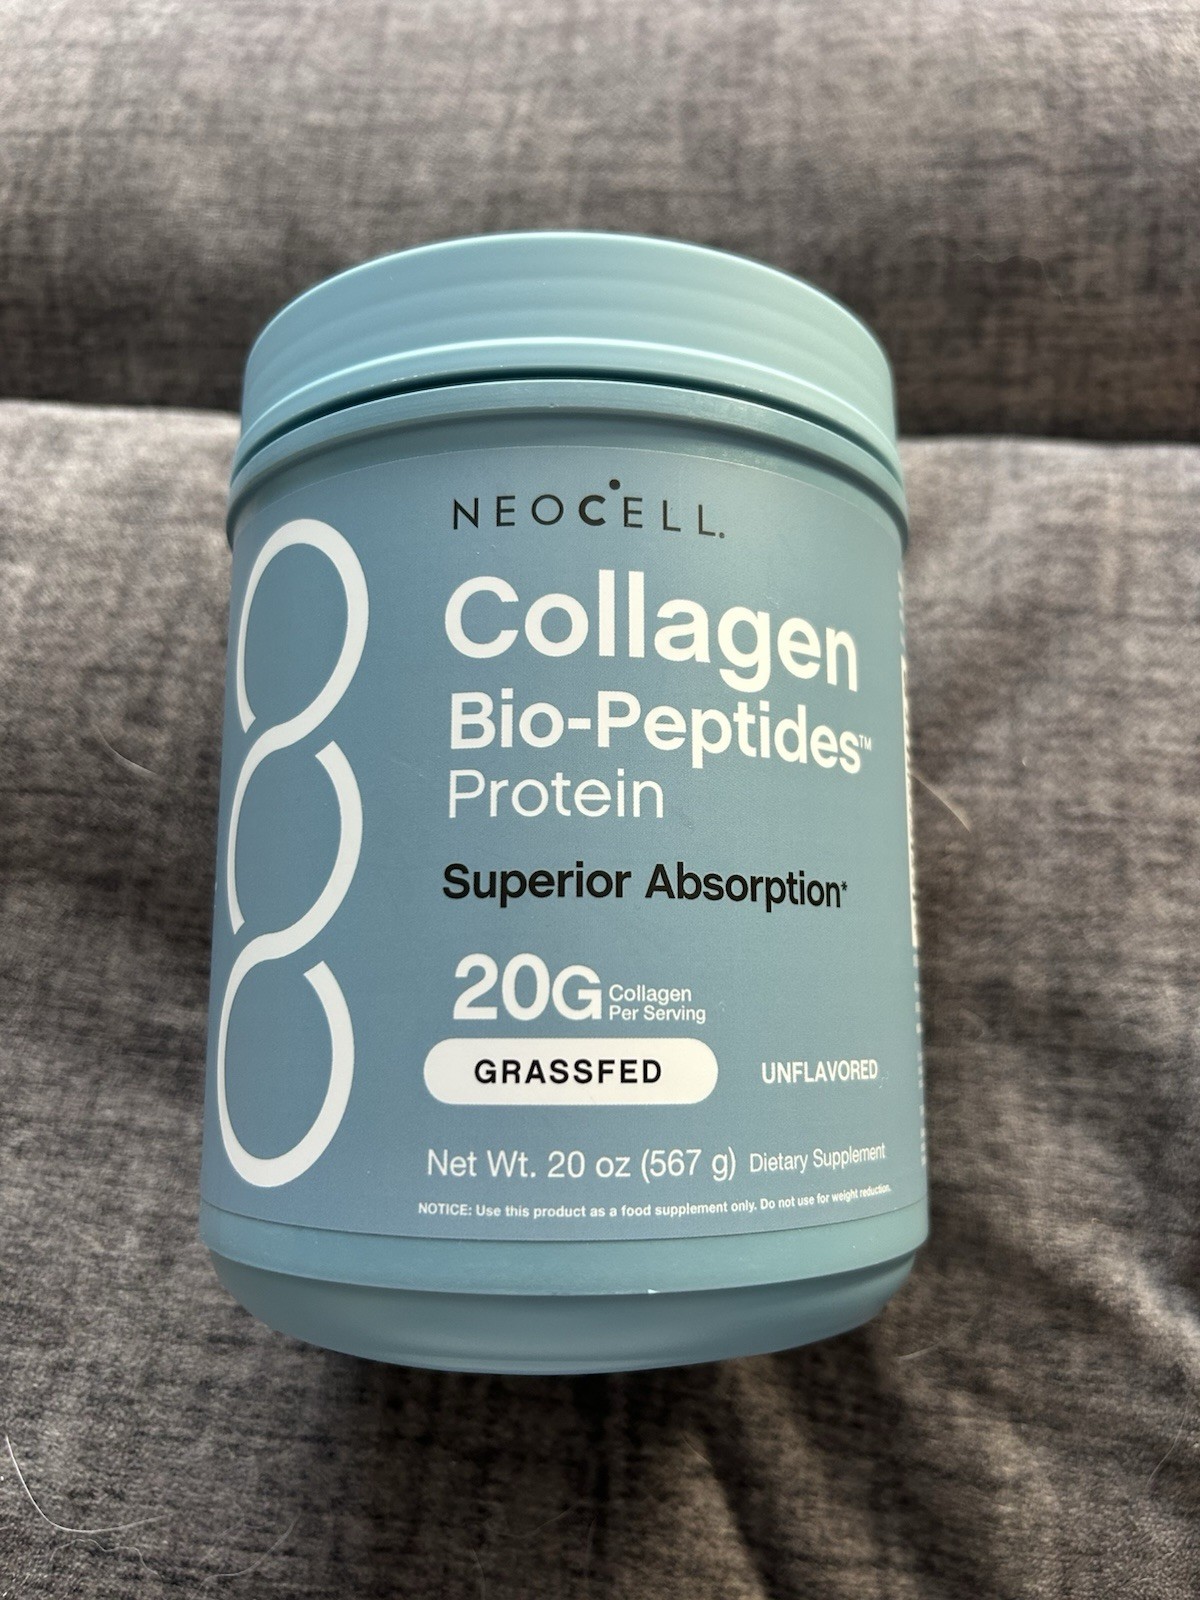 NEOCELL.
Collagen
Bio-Peptides™
Protein
Superior Absorption*
20G Collagen
Per Serving
GRASSFED UNFLAVORED
Net Wt. 20 oz (567 g) Dietary Supplement
NOTICE: Use this product as a food supplement only. Do not use for weight reduction.